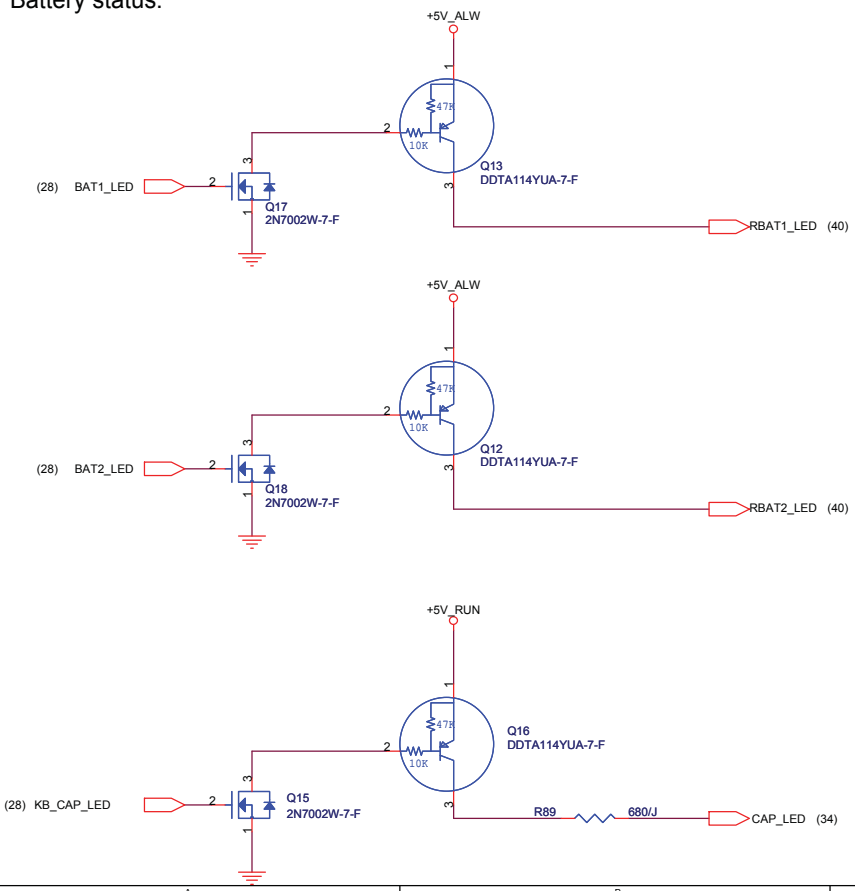 Battery status:
+5V_ALW
1
47K
2
10K
3
Q13
DDTA114YUA-7-F
3
(28) BAT1_LED
2
Q17
2N7002W-7-F
1
RBAT1_LED (40)
+5V_ALW
1
47K
2
10K
3
Q12
DDTA114YUA-7-F
3
(28) BAT2_LED
2
Q18
2N7002W-7-F
1
RBAT2_LED (40)
+5V_RUN
1
Q16
DDTA114YUA-7-F
47K
2
10K
3
3
(28) KB_CAP_LED
2
Q15
2N7002W-7-F
1
R89
680/J
CAP_LED (34)